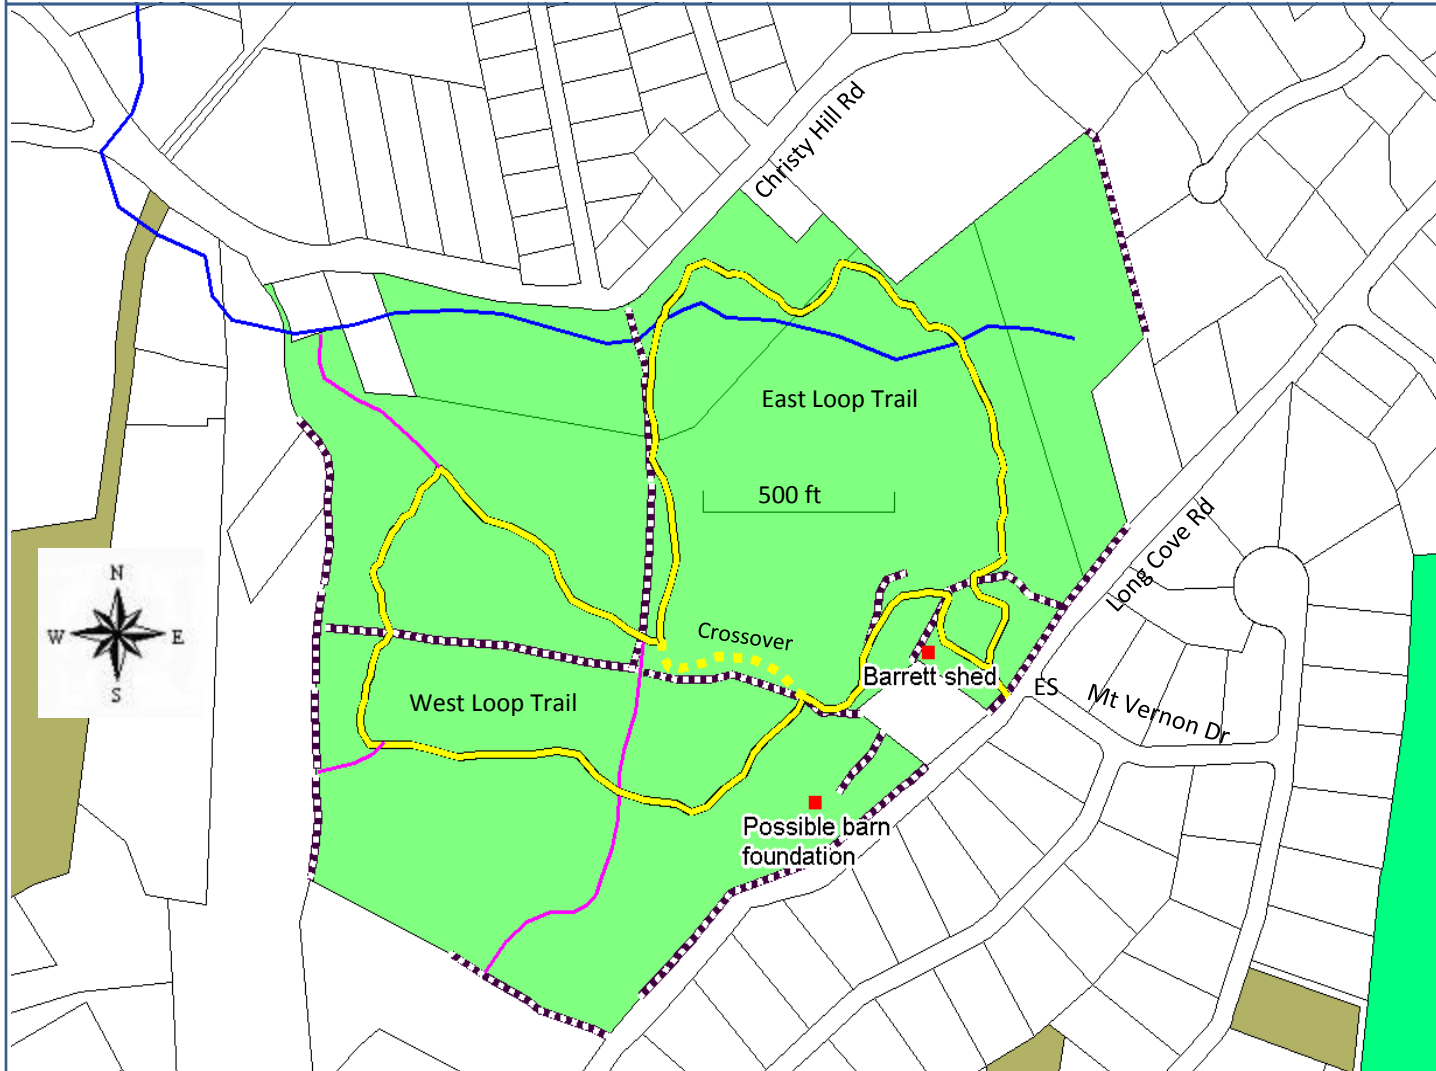 Christy Hill Rd
East Loop Trail
500 ft
Long Cove Rd
N
W
E
S
Crossover
Barrett shed
ES
Mt Vernon Dr
West Loop Trail
Possible barn
foundation